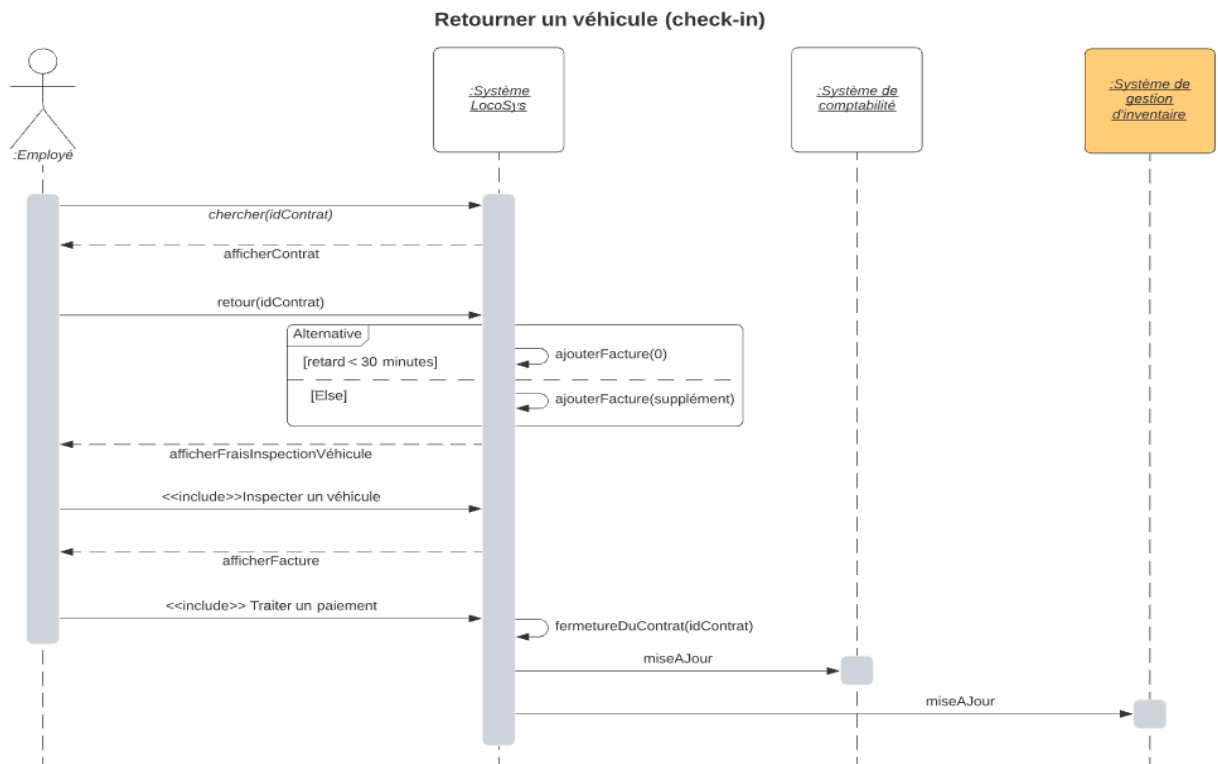 Retourner un véhicule (check-in)
:Employé
:Système
LocoSys
:Système de
comptabilité
:Système de
gestion
d'inventaire
chercher(idContrat)
afficherContrat
retour(idContrat)
Alternative
[retard < 30 minutes]
ajouterFacture(0)
[Else]
ajouterFacture(supplément)
afficherFraisInspectionVéhicule
<<include>>Inspecter un véhicule
afficherFacture
<<include>> Traiter un paiement
fermetureDuContrat(idContrat)
miseAJour
miseAJour